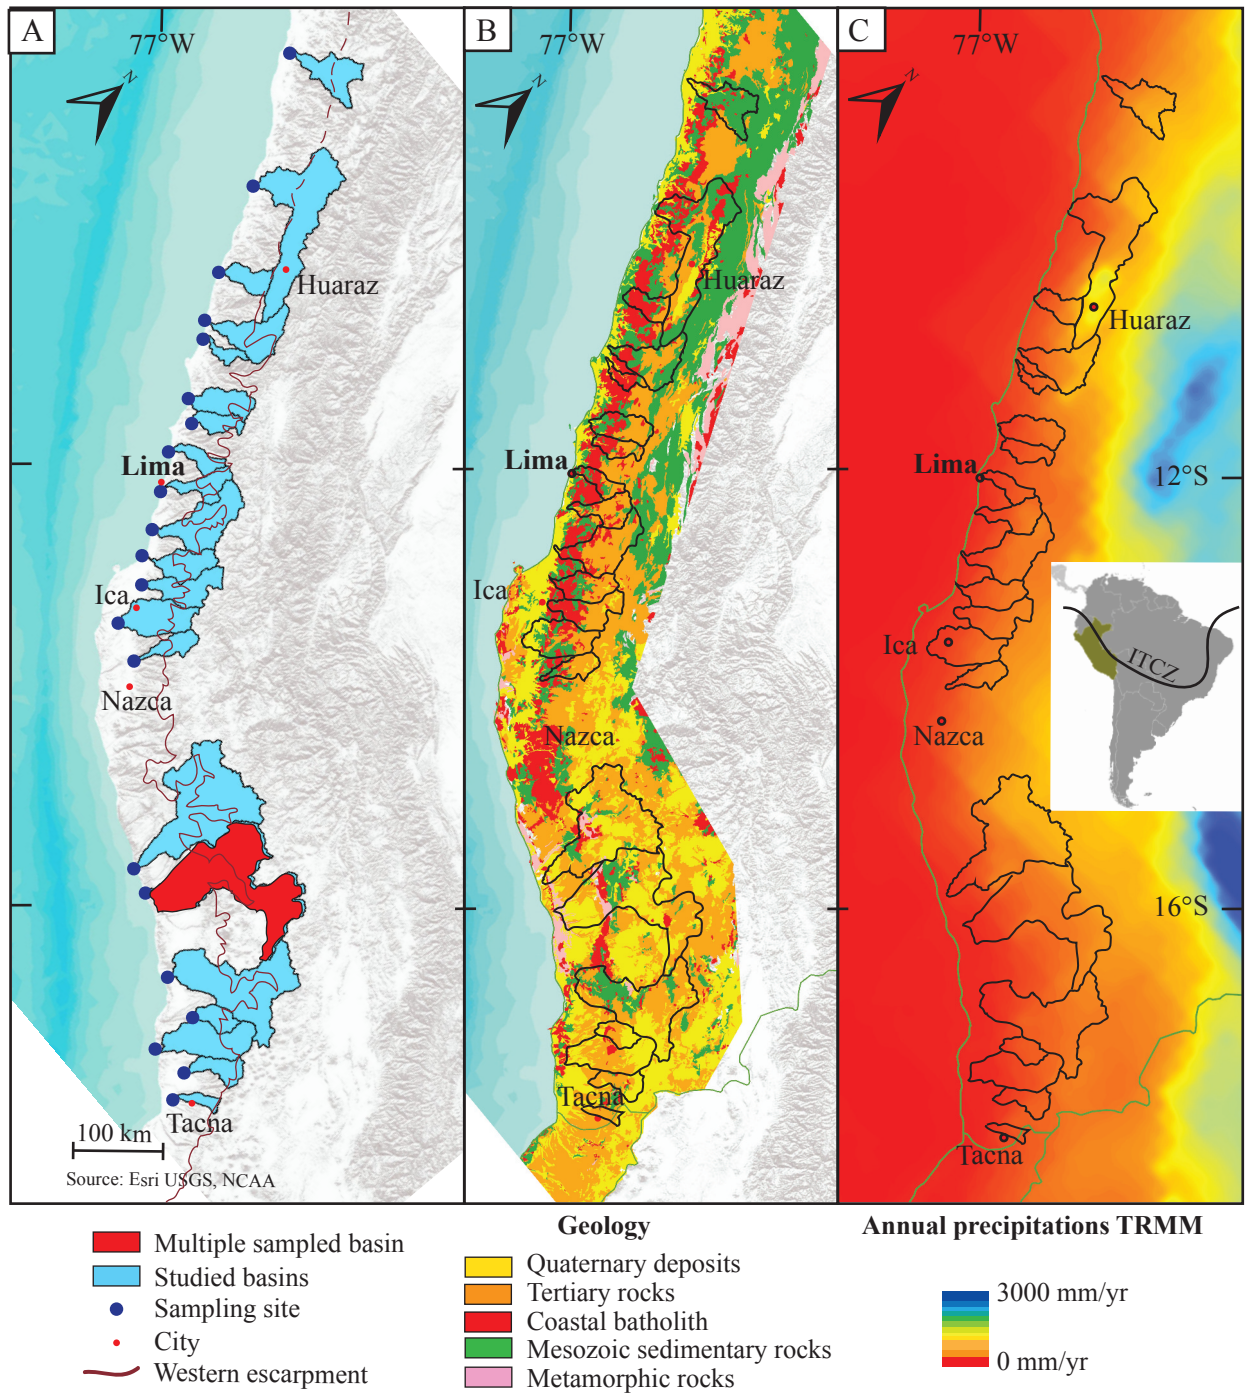 A
77°W
N
Huaraz
Lima
Ica
Nazca
Tacna
100 km
Source: Esri USGS, NCAA
B
77°W
N
Huaraz
Lima
Ica
Nazca
Tacna
C
77°W
N
Huaraz
Lima
12°S
Ica
ITCZ
Nazca
16°S
Tacna
Multiple sampled basin
Studied basins
Sampling site
City
Western escarpment
Geology
Quaternary deposits
Tertiary rocks
Coastal batholith
Mesozoic sedimentary rocks
Metamorphic rocks
Annual precipitations TRMM
3000 mm/yr
0 mm/yr